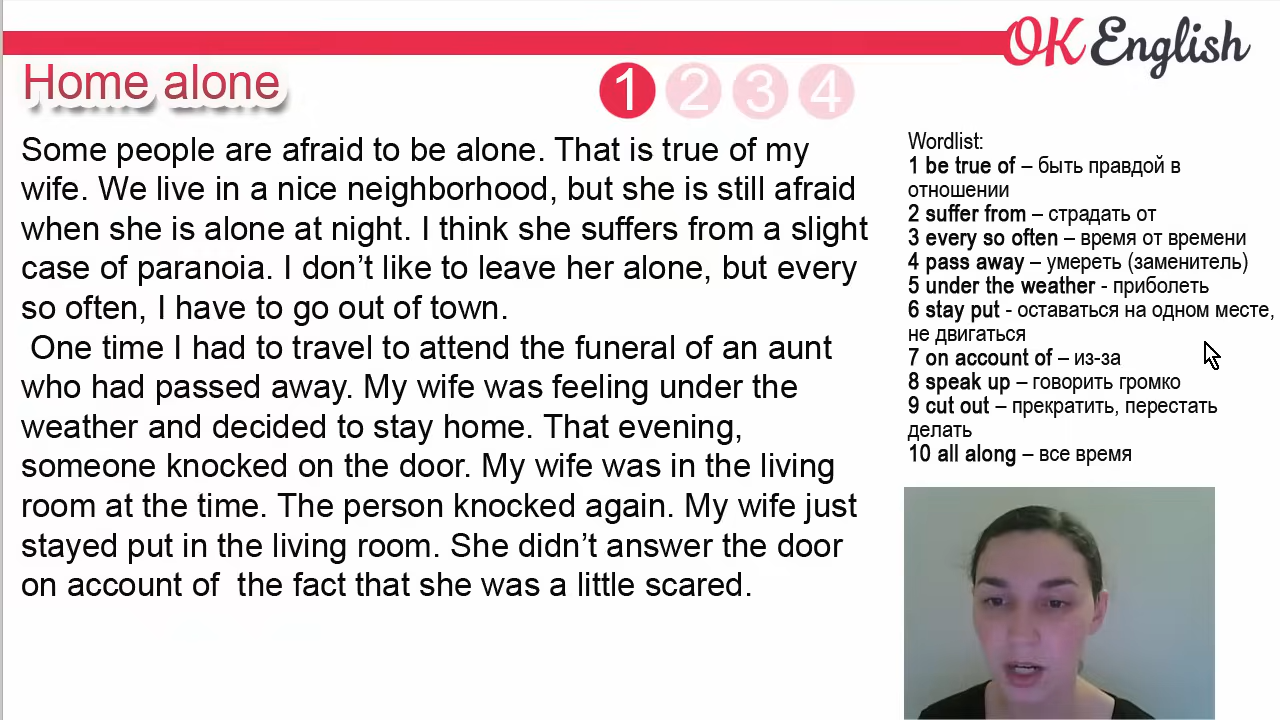 OK English
Home alone
1 2 3 4
Some people are afraid to be alone. That is true of my
wife. We live in a nice neighborhood, but she is still afraid
when she is alone at night. I think she suffers from a slight
case of paranoia. I don’t like to leave her alone, but every
so often, I have to go out of town.
One time I had to travel to attend the funeral of an aunt
who had passed away. My wife was feeling under the
weather and decided to stay home. That evening,
someone knocked on the door. My wife was in the living
room at the time. The person knocked again. My wife just
stayed put in the living room. She didn’t answer the door
on account of  the fact that she was a little scared.
Wordlist:
1 be true of – быть правдой в
отношении
2 suffer from – страдать от
3 every so often – время от времени
4 pass away – умереть (заменитель)
5 under the weather - приболеть
6 stay put - оставаться на одном месте,
не двигаться
7 on account of – из-за
8 speak up – говорить громко
9 cut out – прекратить, перестать
делать
10 all along – все время